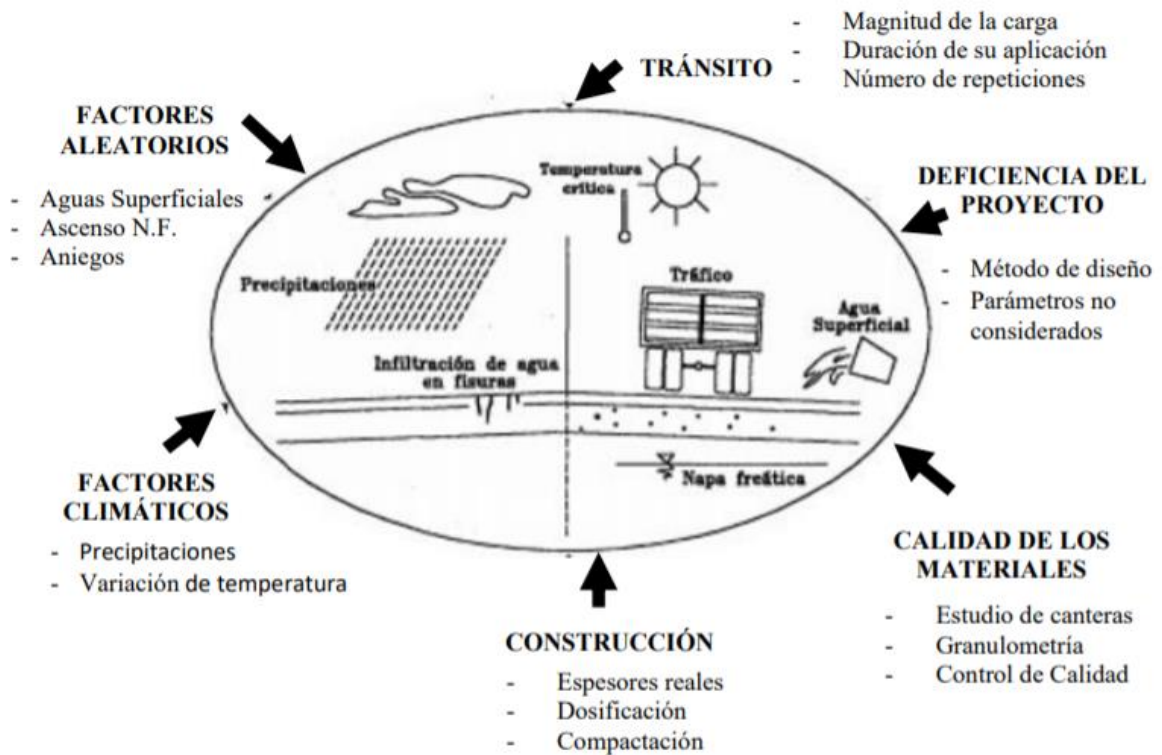 TRÁNSITO
- Magnitud de la carga
- Duración de su aplicación
- Número de repeticiones
FACTORES
ALEATORIOS
- Aguas Superficiales
- Ascenso N.F.
- Aniegos
DEFICIENCIA DEL
PROYECTO
- Método de diseño
- Parámetros no
considerados
Temperatura
crítica
Precipitaciones
Tráfico
Agua
Superficial
Infiltración de agua
en fisuras
Napa freática
FACTORES
CLIMÁTICOS
- Precipitaciones
- Variación de temperatura
CONSTRUCCIÓN
- Espesores reales
- Dosificación
- Compactación
CALIDAD DE LOS
MATERIALES
- Estudio de canteras
- Granulometría
- Control de Calidad